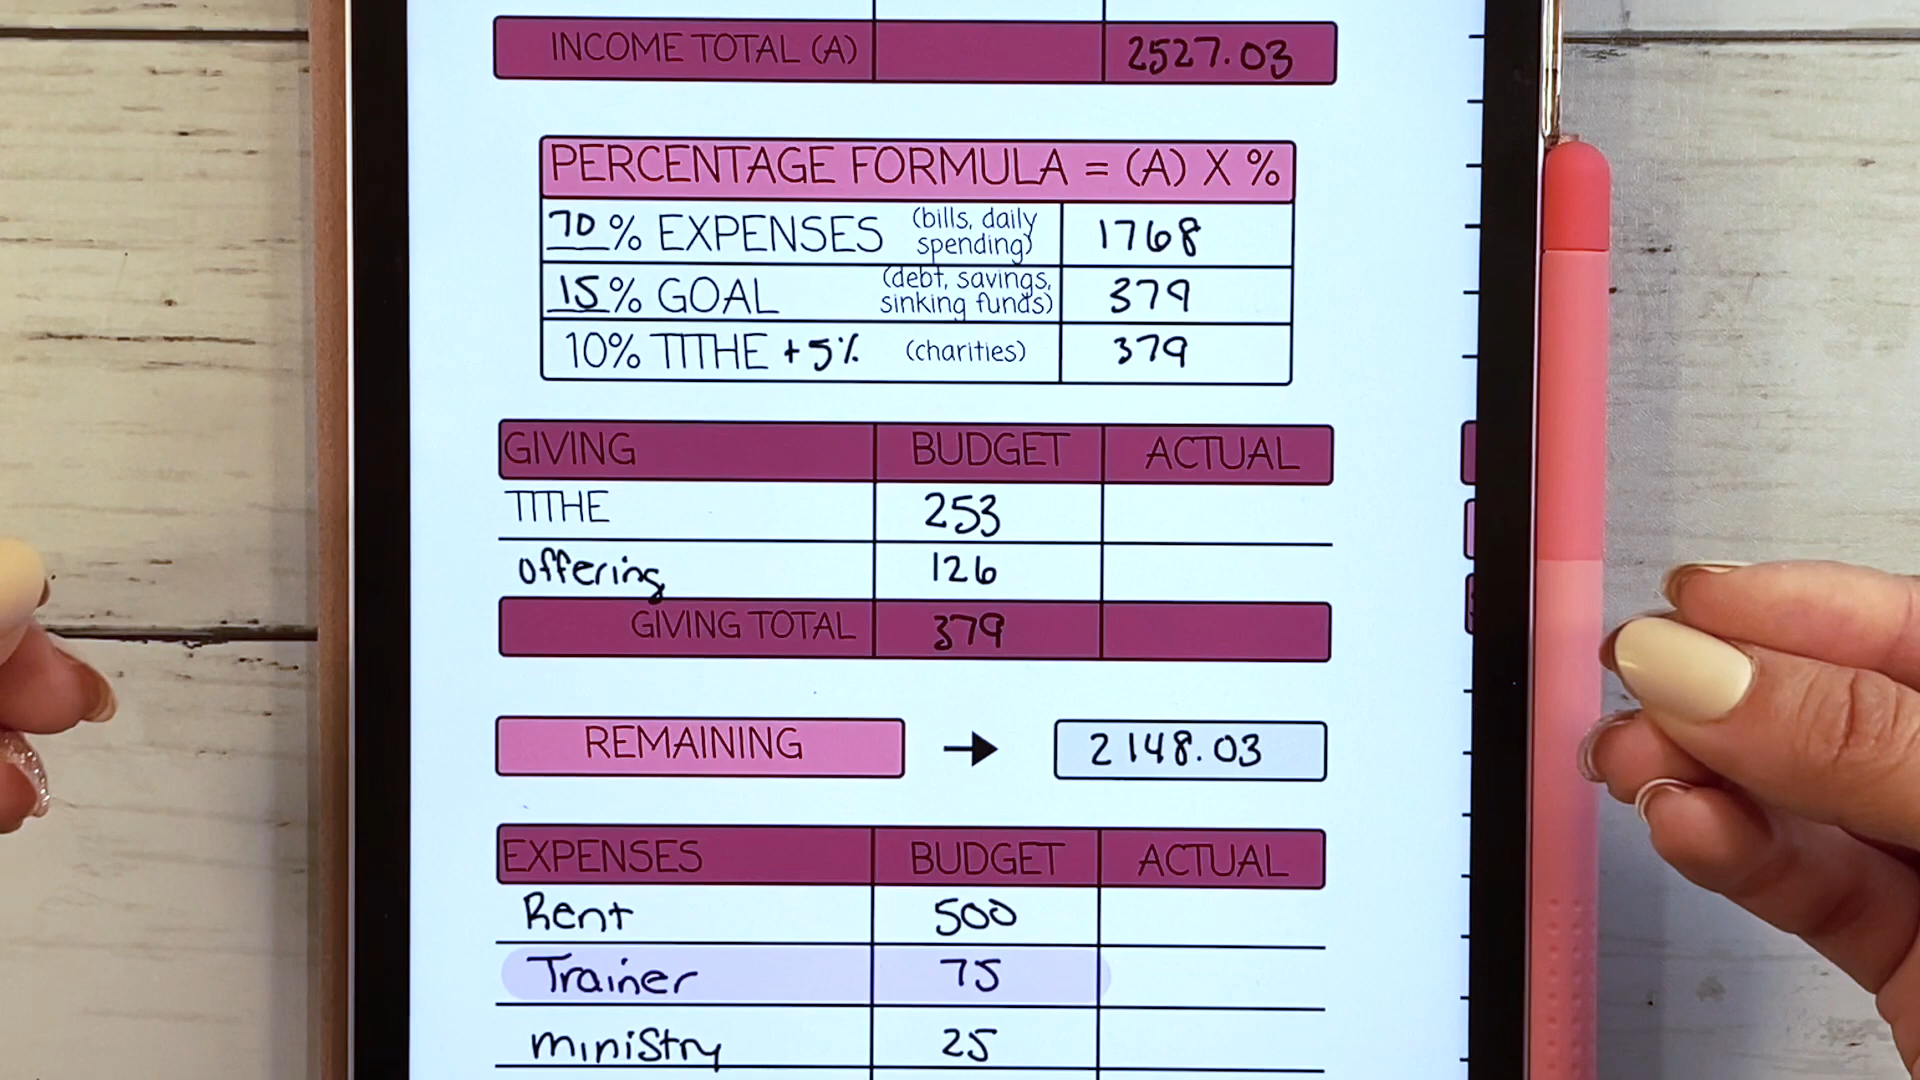 INCOME TOTAL (A) 2527.03
PERCENTAGE FORMULA = (A) X %
70 % EXPENSES (bills, daily spending) 1768
15 % GOAL (debt, savings, sinking funds) 379
10% TITHE +5% (charities) 379
GIVING BUDGET ACTUAL
TITHE 253
offering 126
GIVING TOTAL 379
REMAINING → 2148.03
EXPENSES BUDGET ACTUAL
Rent 500
Trainer 75
ministry 25